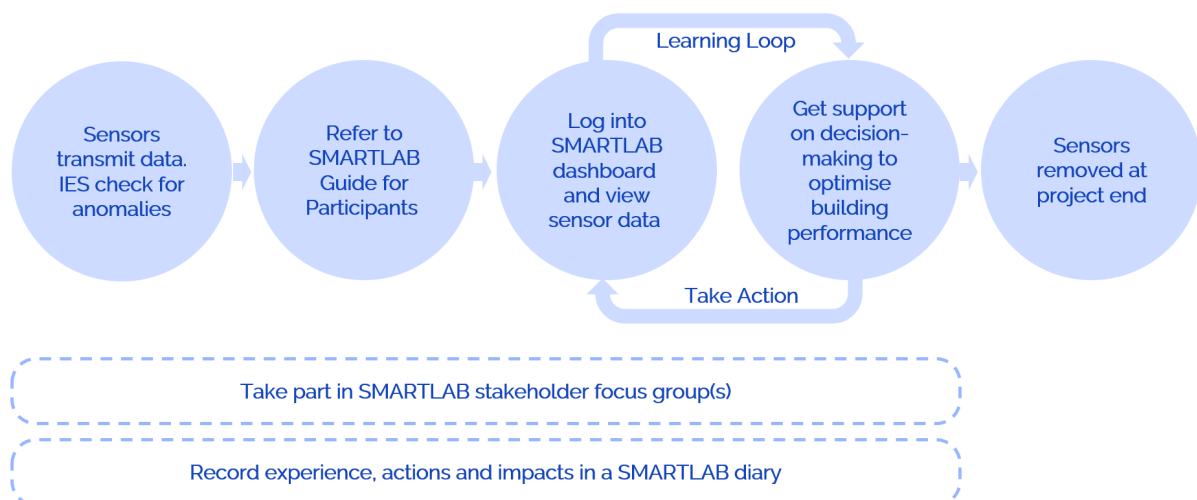 Sensors
transmit data.
IES check for
anomalies
Refer to
SMARTLAB
Guide for
Participants
Learning Loop
Log into
SMARTLAB
dashboard
and view
sensor data
Get support
on decision-
making to
optimise
building
performance
Take Action
Sensors
removed at
project end
Take part in SMARTLAB stakeholder focus group(s)
Record experience, actions and impacts in a SMARTLAB diary